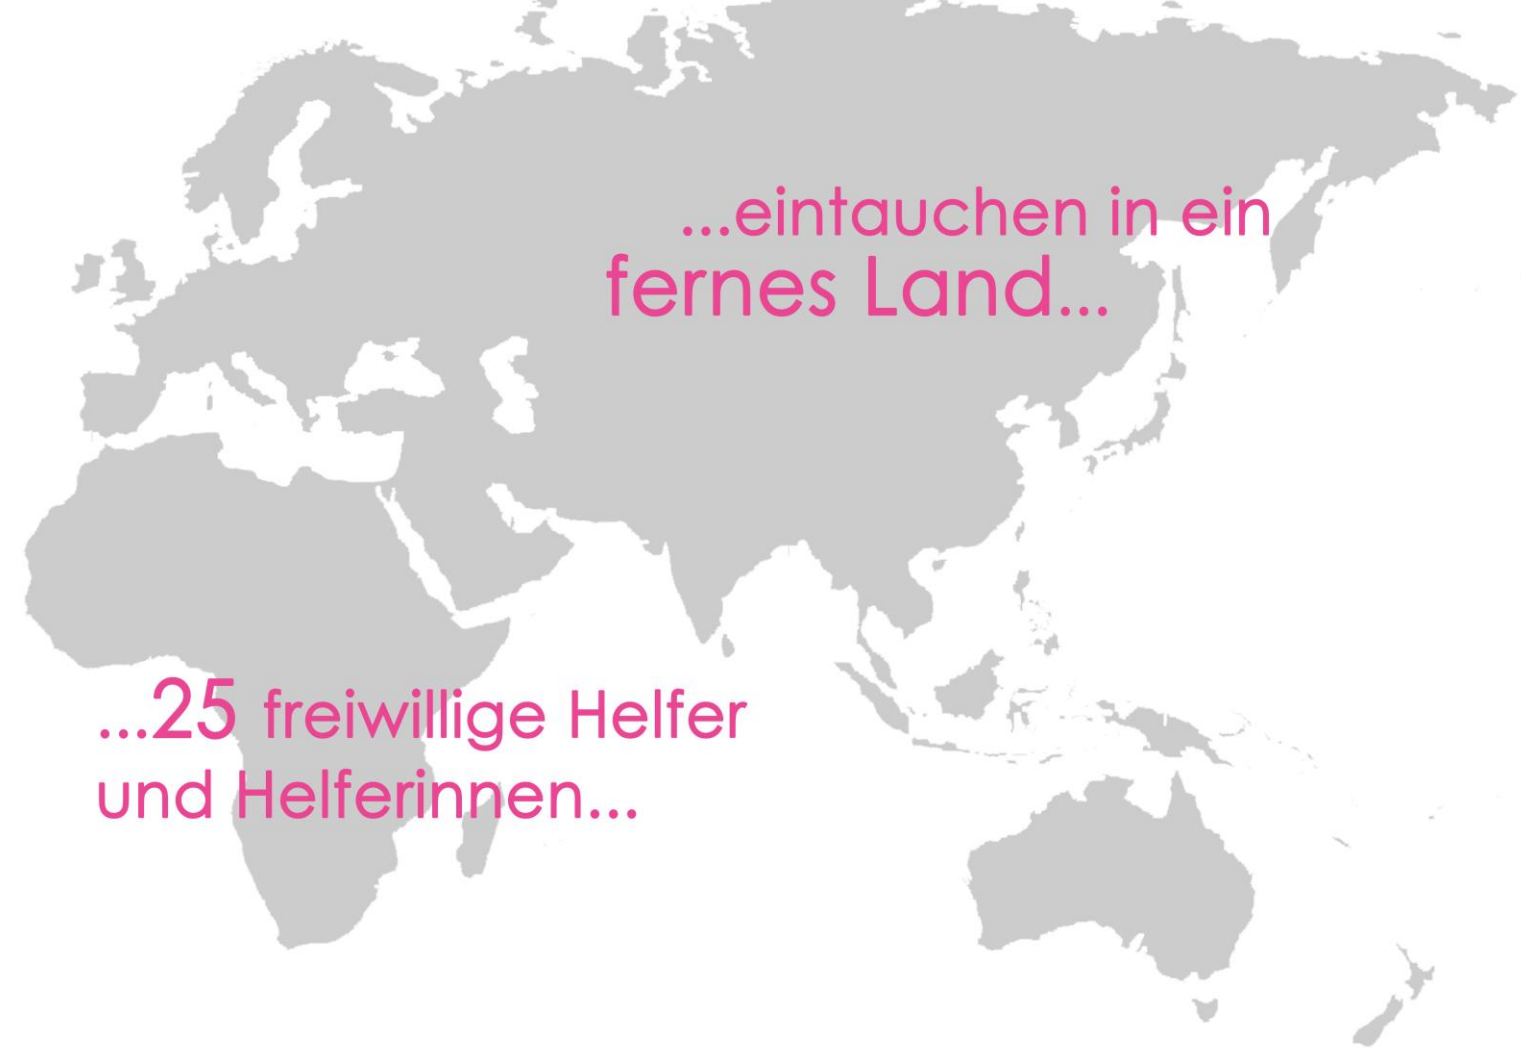 ...eintauchen in ein
fernes Land...
...25 freiwillige Helfer
und Helferinnen...